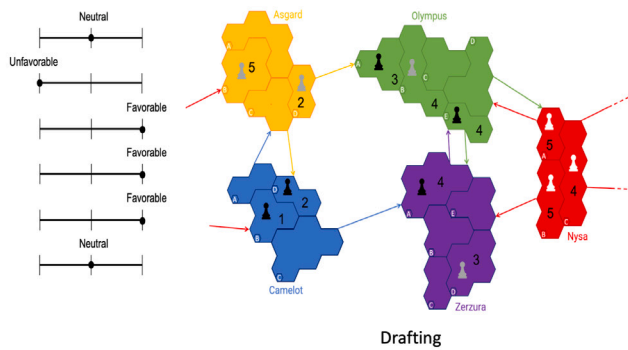 Neutral
Unfavorable
Favorable
Favorable
Favorable
Neutral
Asgard
A
B
C
D
5
2
Olympus
A
B
C
D
E
3
4
4
Camelot
A
B
C
D
1
2
Zerzura
A
B
C
D
E
4
3
Nysa
A
B
C
5
4
5
Drafting